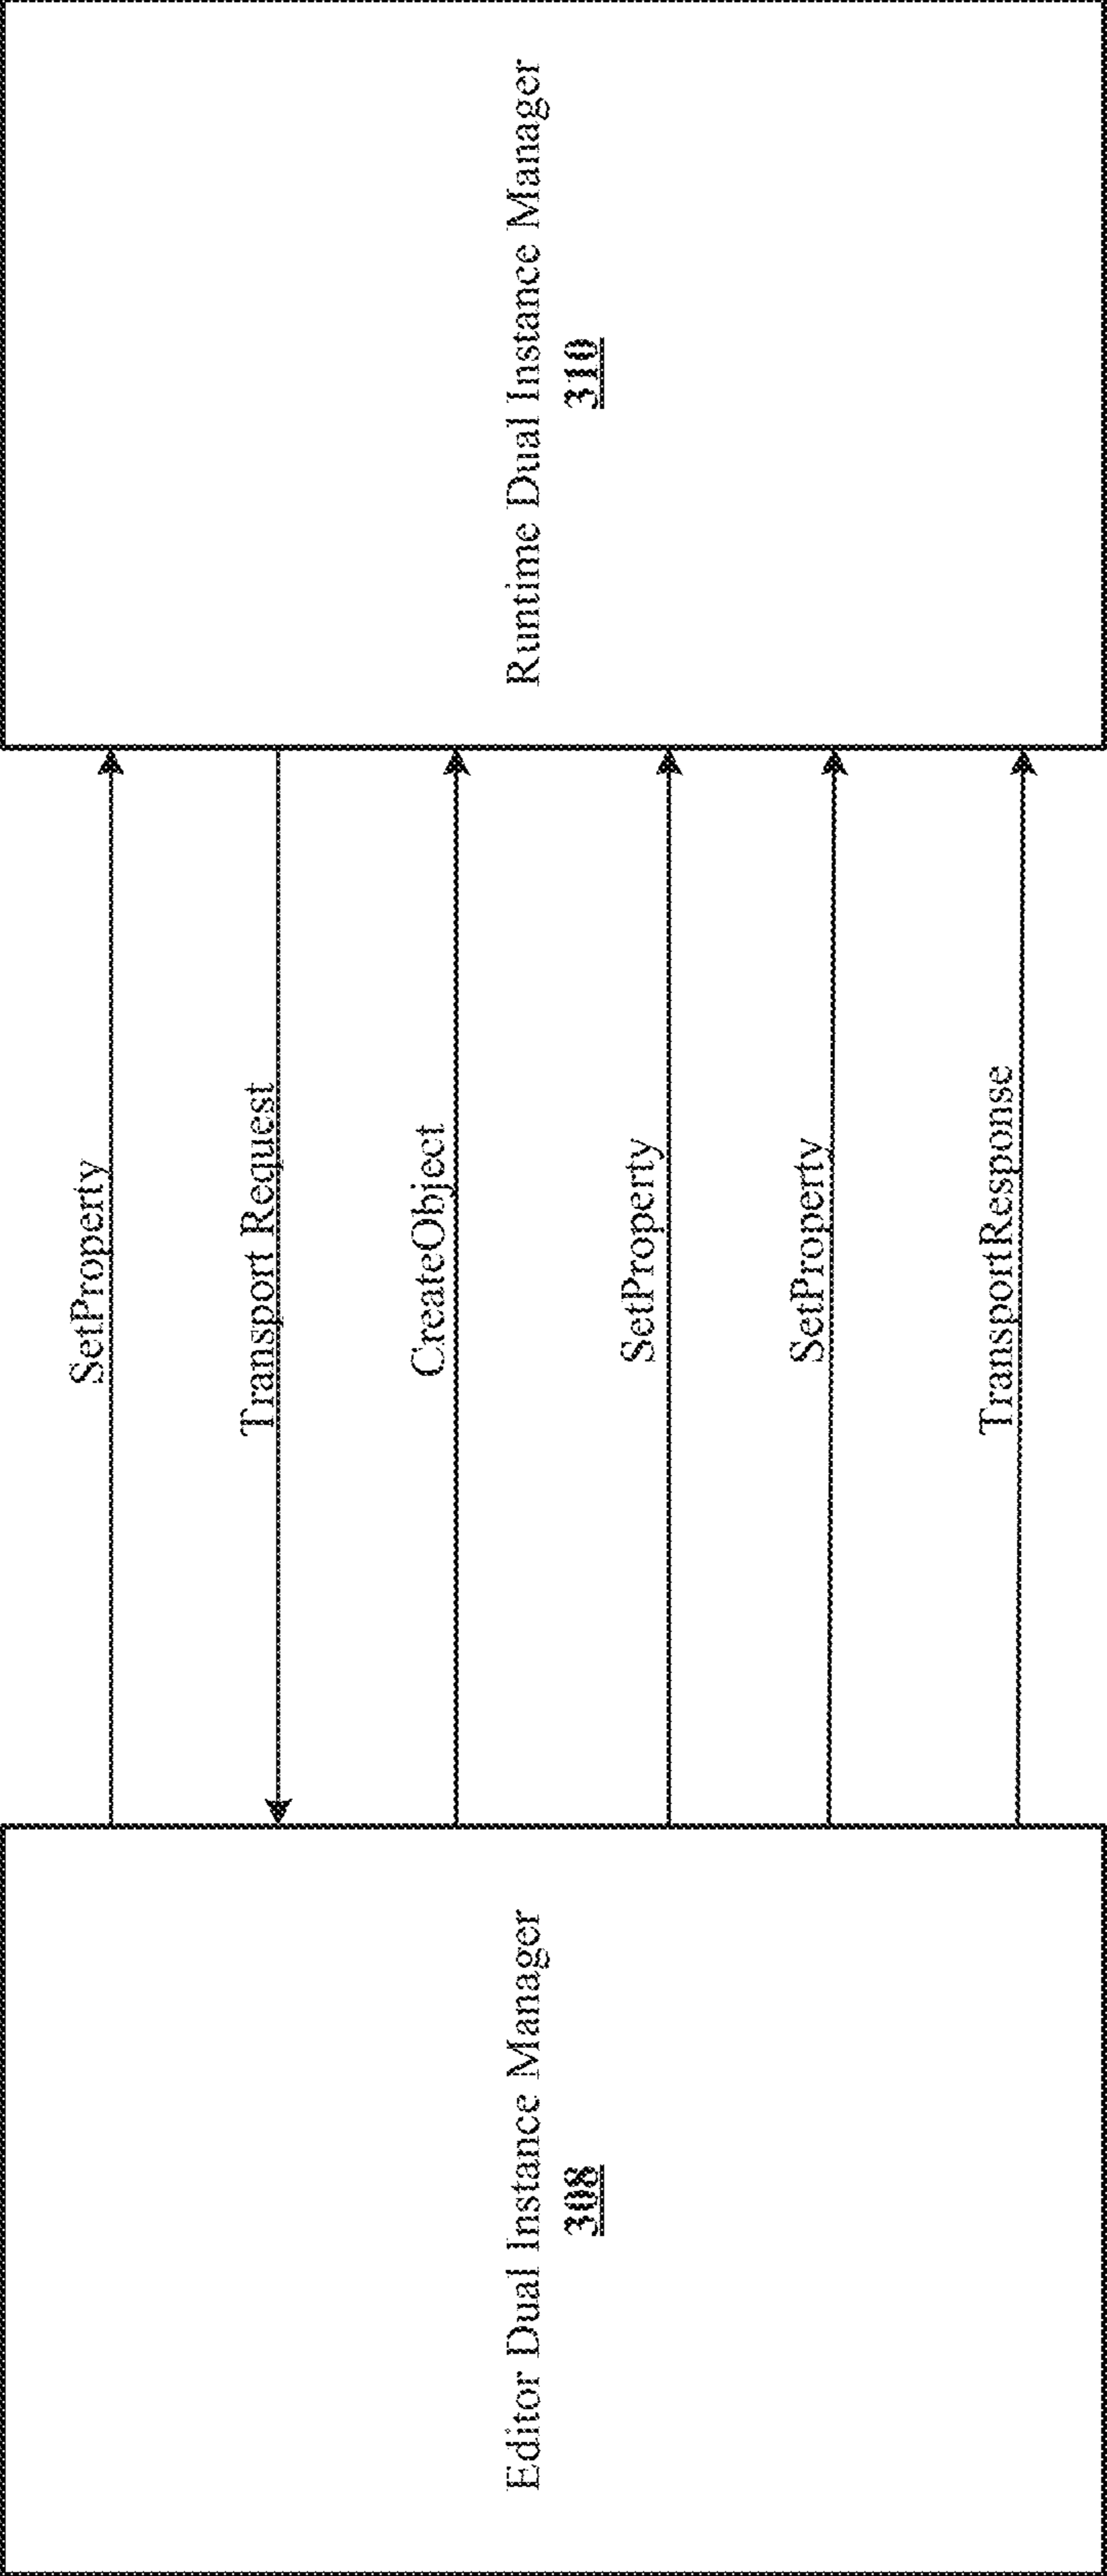 Editor Dual Instance Manager
308
SetProperty
Transport Request
CreateObject
SetProperty
SetProperty
TransportResponse
Runtime Dual Instance Manager
310